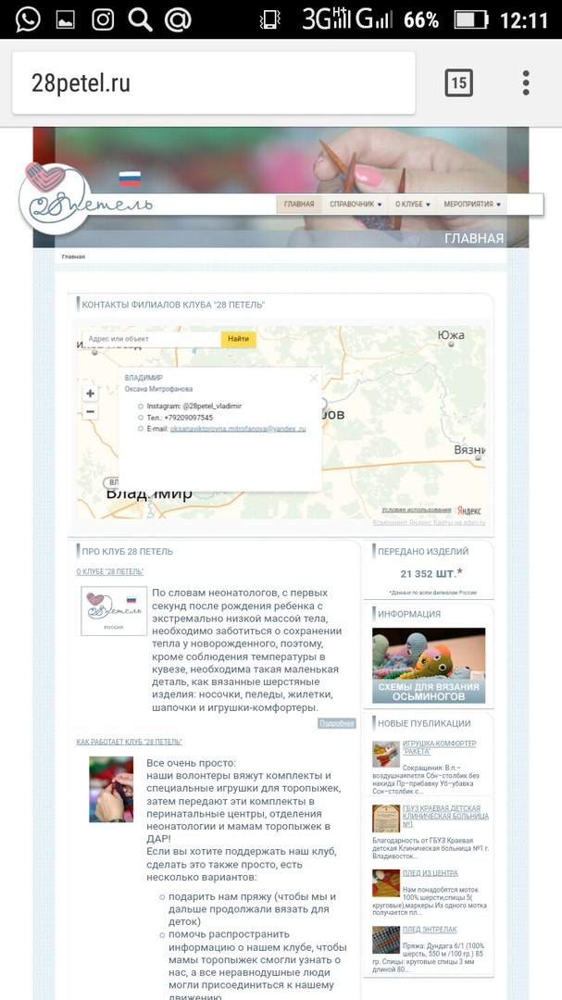 3G H+ G 66% 12:11
28petel.ru
15
28 петель
ГЛАВНАЯ СПРАВОЧНИК О КЛУБЕ МЕРОПРИЯТИЯ
ГЛАВНАЯ
Главная
КОНТАКТЫ ФИЛИАЛОВ КЛУБА "28 ПЕТЕЛЬ"
Адрес или объект Найти
Южа
ВЛАДИМИР
Оксана Митрофанова
Instagram: @28petel_vladimir
Тел.: +79209097545
E-mail: oksanaviktorovna.mitrofanova@yandex.ru
ров
Вязни
ВЛ
Владимир
Условия использования Яндекс
Компонент Яндекс Карты на zdan.ru
ПРО КЛУБ 28 ПЕТЕЛЬ
О КЛУБЕ "28 ПЕТЕЛЬ"
28 петель
РОССИЯ
По словам неонатологов, с первых
секунд после рождения ребенка с
экстремально низкой массой тела,
необходимо заботиться о сохранении
тепла у новорожденного, поэтому,
кроме соблюдения температуры в
кувезе, необходима такая маленькая
деталь, как вязанные шерстяные
изделия: носочки, пеледы, жилетки,
шапочки и игрушки-комфортеры.
Подробнее
КАК РАБОТАЕТ КЛУБ "28 ПЕТЕЛЬ"
Все очень просто:
наши волонтеры вяжут комплекты и
специальные игрушки для торопыжек,
затем передают эти комплекты в
перинатальные центры, отделения
неонатологии и мамам торопыжек в
ДАР!
Если вы хотите поддержать наш клуб,
сделать это также просто, есть
несколько вариантов:
подарить нам пряжу (чтобы мы и
дальше продолжали вязать для
деток)
помочь распространить
информацию о нашем клубе, чтобы
мамы торопыжек смогли узнать о
нас, а все неравнодушные люди
могли присоединиться к нашему
движению
ПЕРЕДАНО ИЗДЕЛИЙ
21 352 шт.*
*Данные по всем филиалам России
ИНФОРМАЦИЯ
СХЕМЫ ДЛЯ ВЯЗАНИЯ
ОСЬМИНОГОВ
НОВЫЕ ПУБЛИКАЦИИ
ИГРУШКА-КОМФОРТЕР
"РАКЕТА"
Сокращения: В.п.–
воздушнаяпетля Сбн–столбик без
накида Пр–прибавку Уб–убавка
Ссн–столбик с...
ГБУЗ КРАЕВАЯ ДЕТСКАЯ
КЛИНИЧЕСКАЯ БОЛЬНИЦА
№1
Благодарность от ГБУЗ Краевая
детская Клиническая больница №1 г.
Владивосток...
ПЛЕД ИЗ ЦЕНТРА
Нам понадобятся моток
100% шерсти,спицы 5(
круговые),маркеры.Из одного мотка
получается пл...
ПЛЕД ЭНТРЕЛАК
Пряжа: Дундага 6/1 (100%
шерсть, 550 м /100 гр.) 85
гр. Спицы: круговые спицы 3 мм
длиной 80...